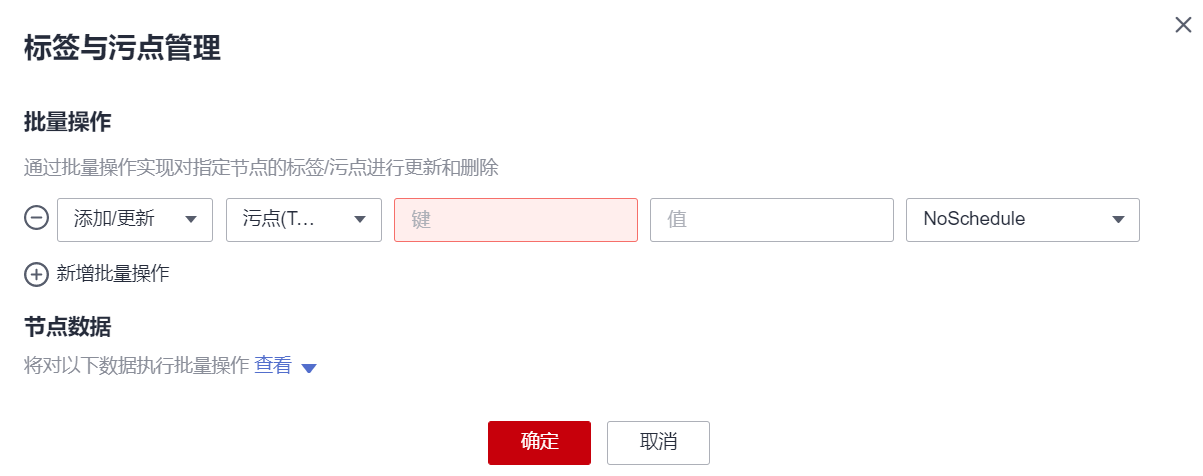 标签与污点管理
批量操作
通过批量操作实现对指定节点的标签/污点进行更新和删除
添加/更新 污点(T... 键 值 NoSchedule
新增批量操作
节点数据
将对以下数据执行批量操作 查看
确定 取消